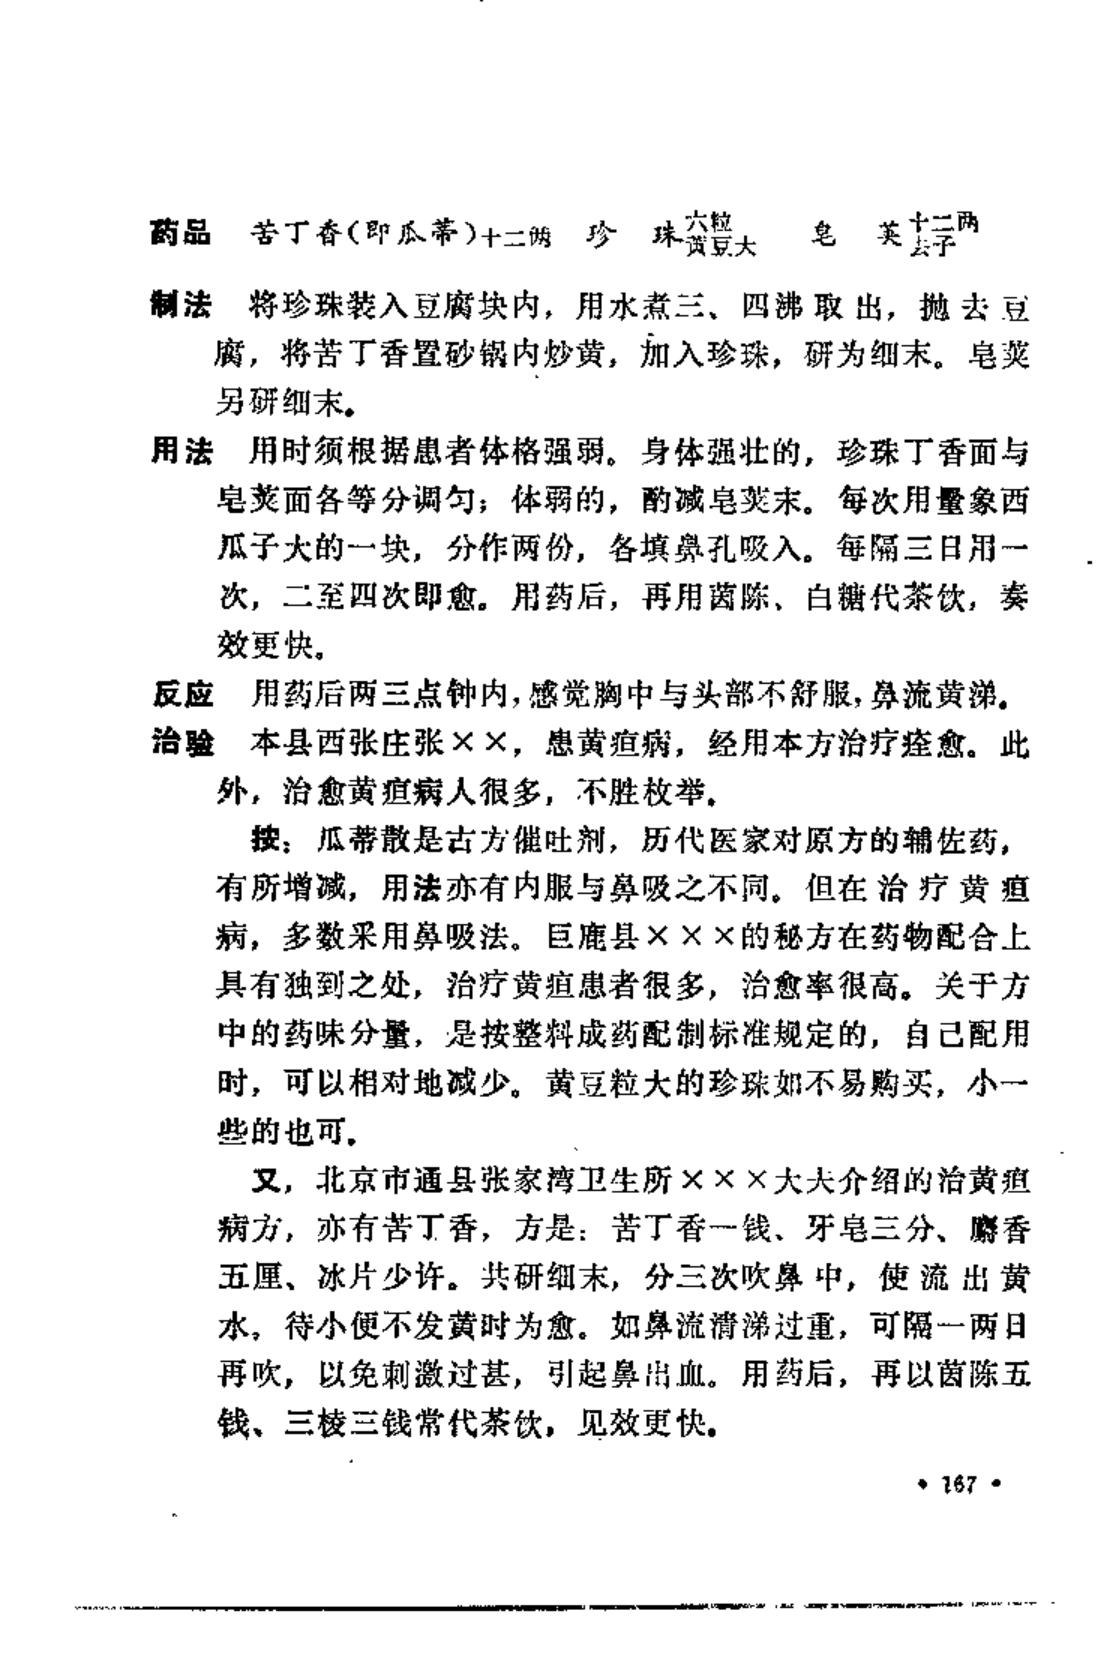 药品 苦丁香(即瓜蒂)十二两 珍 珠六粒黄豆大 皂 荚十二两去子
制法 将珍珠装入豆腐块内，用水煮三、四沸取出，抛去豆
腐，将苦丁香置砂锅内炒黄，加入珍珠，研为细末。皂荚
另研细末。
用法 用时须根据患者体格强弱。身体强壮的，珍珠丁香面与
皂荚面各等分调匀；体弱的，酌减皂荚末。每次用量象西
瓜子大的一块，分作两份，各填鼻孔吸入。每隔三日用一
次，二至四次即愈。用药后，再用茵陈、白糖代茶饮，奏
效更快。
反应 用药后两三点钟内，感觉胸中与头部不舒服，鼻流黄涕。
治验 本县西张庄张××，患黄疸病，经用本方治疗痊愈。此
外，治愈黄疸病人很多，不胜枚举。
按：瓜蒂散是古方催吐剂，历代医家对原方的辅佐药，
有所增减，用法亦有内服与鼻吸之不同。但在治疗黄疸
病，多数采用鼻吸法。巨鹿县×××的秘方在药物配合上
具有独到之处，治疗黄疸患者很多，治愈率很高。关于方
中的药味分量，是按整料成药配制标准规定的，自己配用
时，可以相对地减少。黄豆粒大的珍珠如不易购买，小一
些的也可。
又，北京市通县张家湾卫生所×××大夫介绍的治黄疸
病方，亦有苦丁香，方是：苦丁香一钱、牙皂三分、麝香
五厘、冰片少许。共研细末，分三次吹鼻中，使流出黄
水，待小便不发黄时为愈。如鼻流清涕过重，可隔一两日
再吹，以免刺激过甚，引起鼻出血。用药后，再以茵陈五
钱、三棱三钱常代茶饮，见效更快。
• 167 •